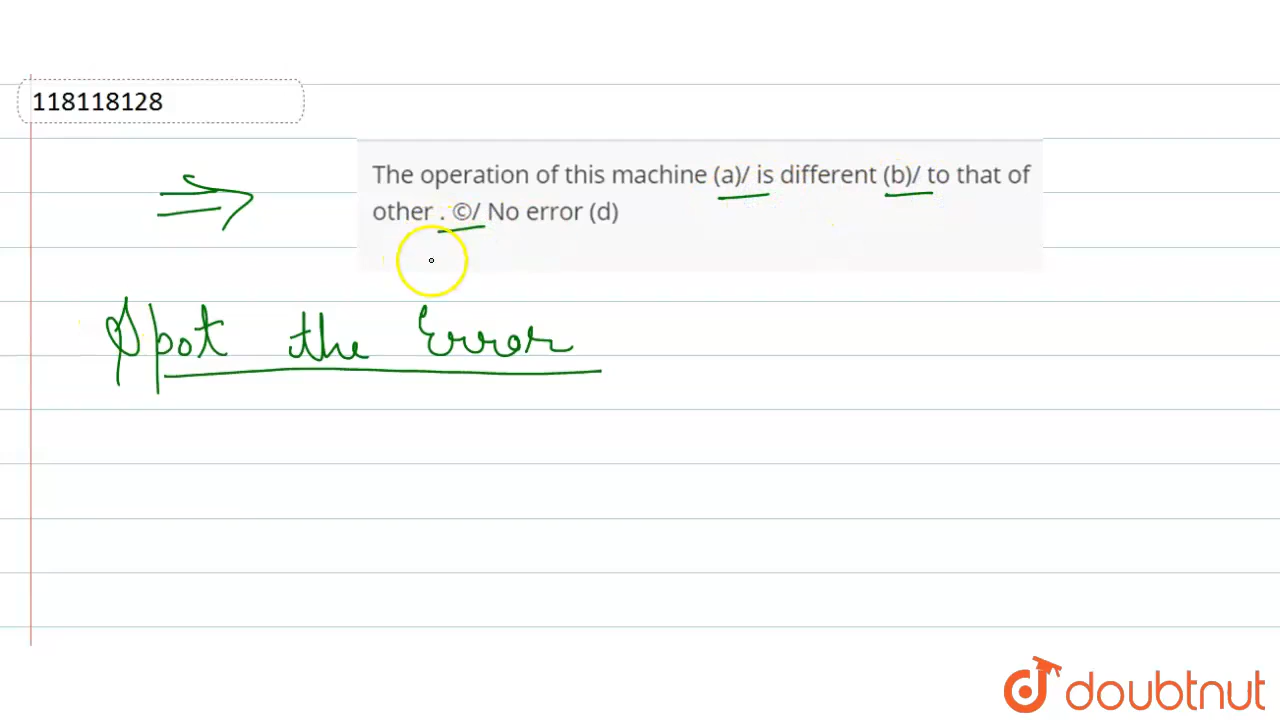 118118128
The operation of this machine (a)/ is different (b)/ to that of
other . ©/ No error (d)
Spot the Error
doubtnut